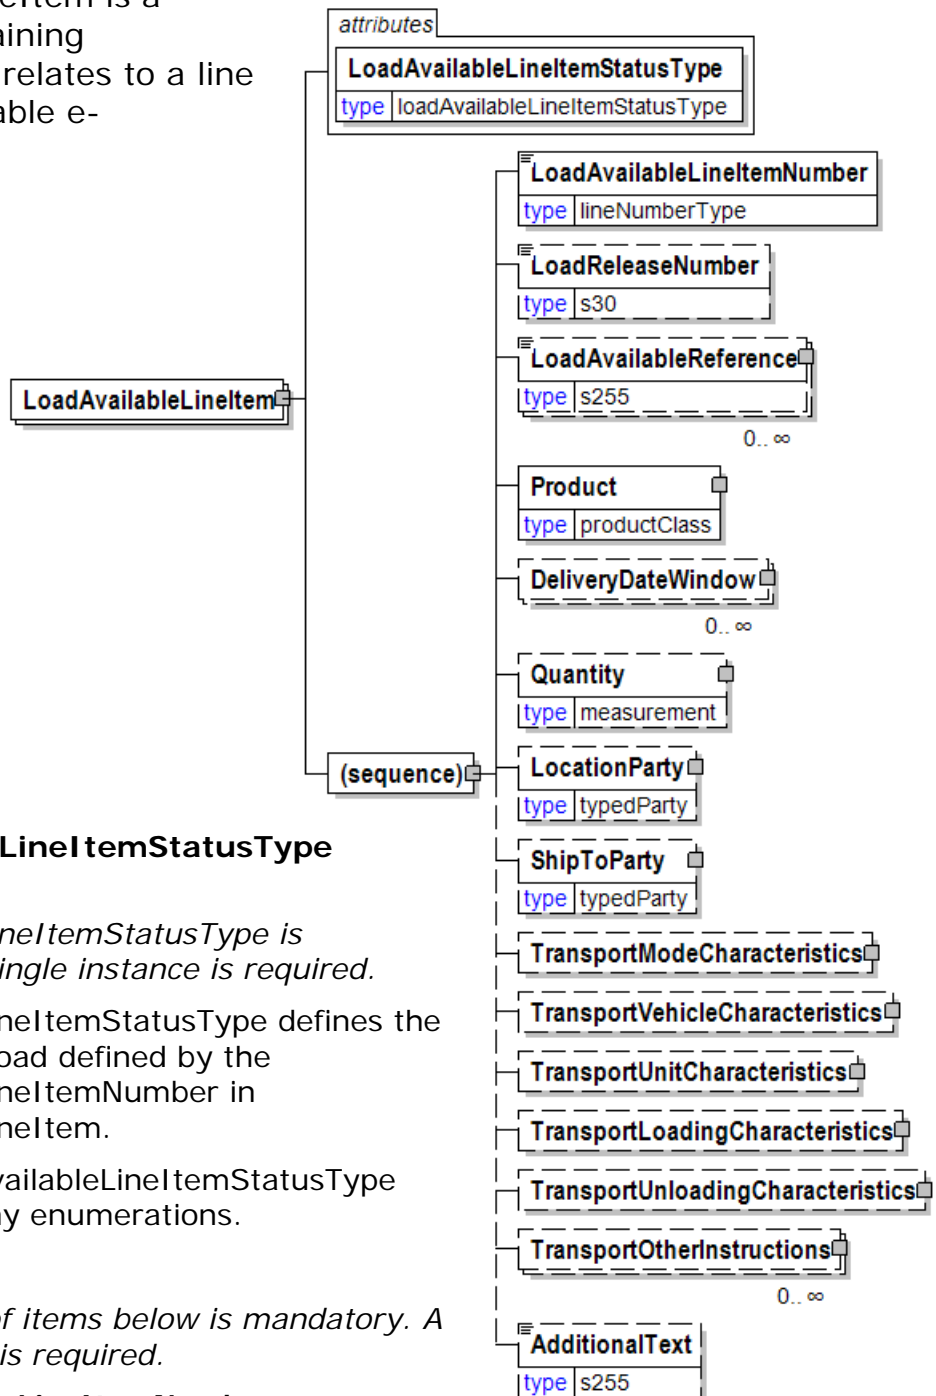 is a
aining
relates to a line
able e-
attributes
LoadAvailableLineItemStatusType
type loadAvailableLineItemStatusType
LoadAvailableLineItemNumber
type lineNumberType
LoadReleaseNumber
type s30
LoadAvailableReference
type s255
0.. ∞
LoadAvailableLineItem
Product
type productClass
DeliveryDateWindow
0.. ∞
Quantity
type measurement
(sequence)
LocationParty
type typedParty
ShipToParty
type typedParty
TransportModeCharacteristics
TransportVehicleCharacteristics
TransportUnitCharacteristics
TransportLoadingCharacteristics
TransportUnloadingCharacteristics
TransportOtherInstructions
0.. ∞
AdditionalText
type s255
LineItemStatusType
neItemStatusType is
ingle instance is required.
neItemStatusType defines the
oad defined by the
neItemNumber in
neItem.
vailableLineItemStatusType
ny enumerations.
of items below is mandatory. A
is required.